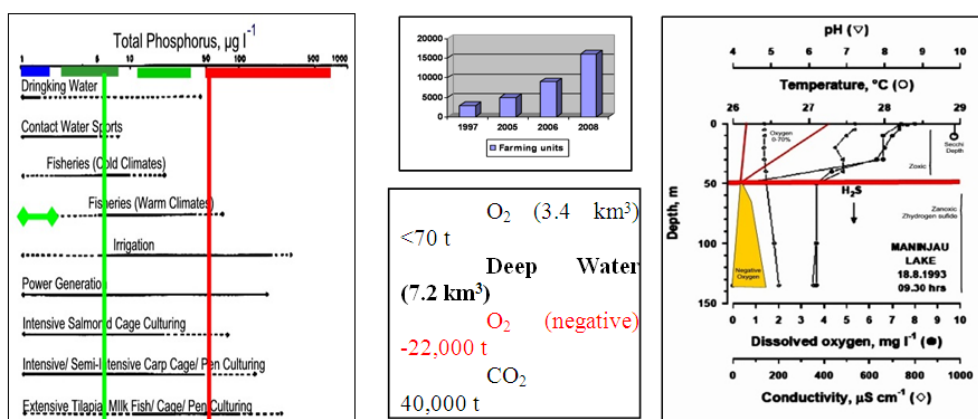 Total Phosphorus, µg l⁻¹
1 5 50 500 1000
Dringking Water
Contact Water Sports
Fisheries (Cold Climates)
Fisheries (Warm Climates)
Irrigation
Power Generation
Intensive Salmond Cage Culturing
Intensive/ Semi-Intensive Carp Cage/ Pen Culturing
Extensive Tilapia/ Milk Fish/ Cage/ Pen Culturing
20000
15000
10000
5000
0
1997 2005 2006 2008
Farming units
O₂ (3.4 km³)
<70 t
Deep Water
(7.2 km³)
O₂ (negative)
-22,000 t
CO₂
40,000 t
pH (▽)
4 5 6 7 8 9 10
Temperature, °C (○)
26 27 28 29
0
50
100
150
Depth, m
Oxygen
0-70%
Secchi
Depth
Zoxic
H₂S
Zanoxic
Zhydrogen sulfide
Negative
Oxygen
MANINJAU
LAKE
18.8.1993
09.30 hrs
0 1 2 3 4 5 6 7 8 9 10
Dissolved oxygen, mg l⁻¹ (●)
0 200 400 600 800 1000
Conductivity, µS cm⁻¹ (◇)